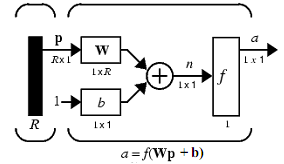 p
R x 1
W
1 x R
1
b
1 x 1
n
1 x 1
f
a
1 x 1
R
1
a = f(Wp + b)